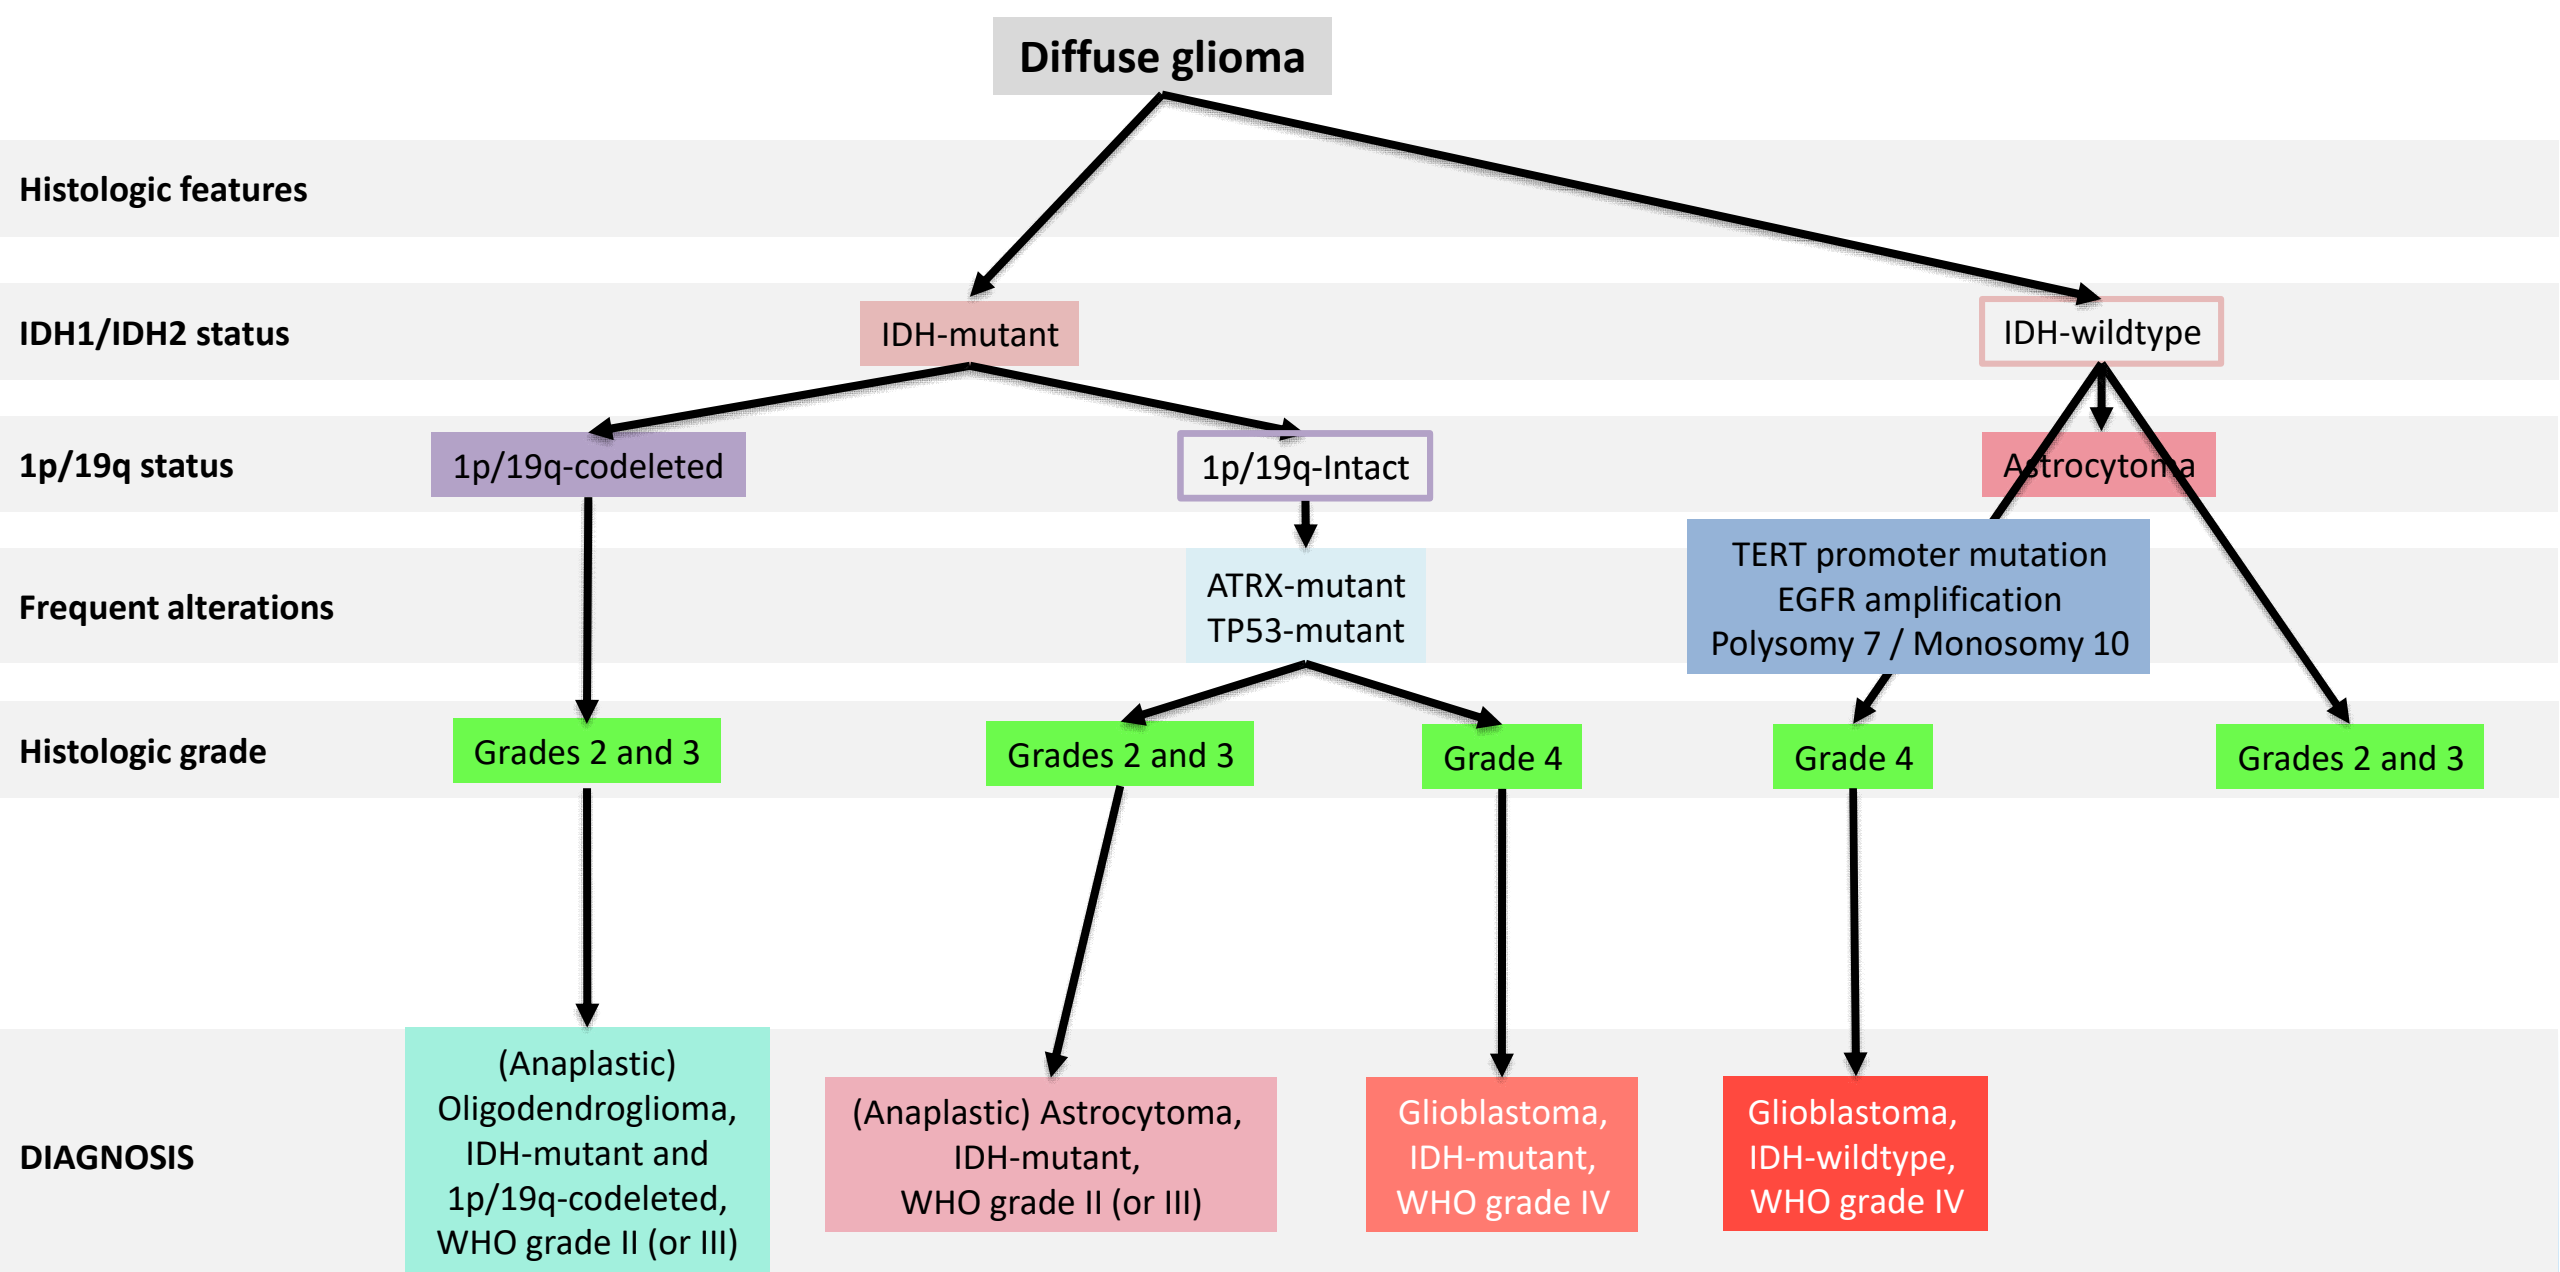 Diffuse glioma
Histologic features
IDH1/IDH2 status
IDH-mutant
IDH-wildtype
1p/19q status
1p/19q-codeleted
1p/19q-Intact
Astrocytoma
Frequent alterations
ATRX-mutant
TP53-mutant
TERT promoter mutation
EGFR amplification
Polysomy 7 / Monosomy 10
Histologic grade
Grades 2 and 3
Grades 2 and 3
Grade 4
Grade 4
Grades 2 and 3
DIAGNOSIS
(Anaplastic)
Oligodendroglioma,
IDH-mutant and
1p/19q-codeleted,
WHO grade II (or III)
(Anaplastic) Astrocytoma,
IDH-mutant,
WHO grade II (or III)
Glioblastoma,
IDH-mutant,
WHO grade IV
Glioblastoma,
IDH-wildtype,
WHO grade IV